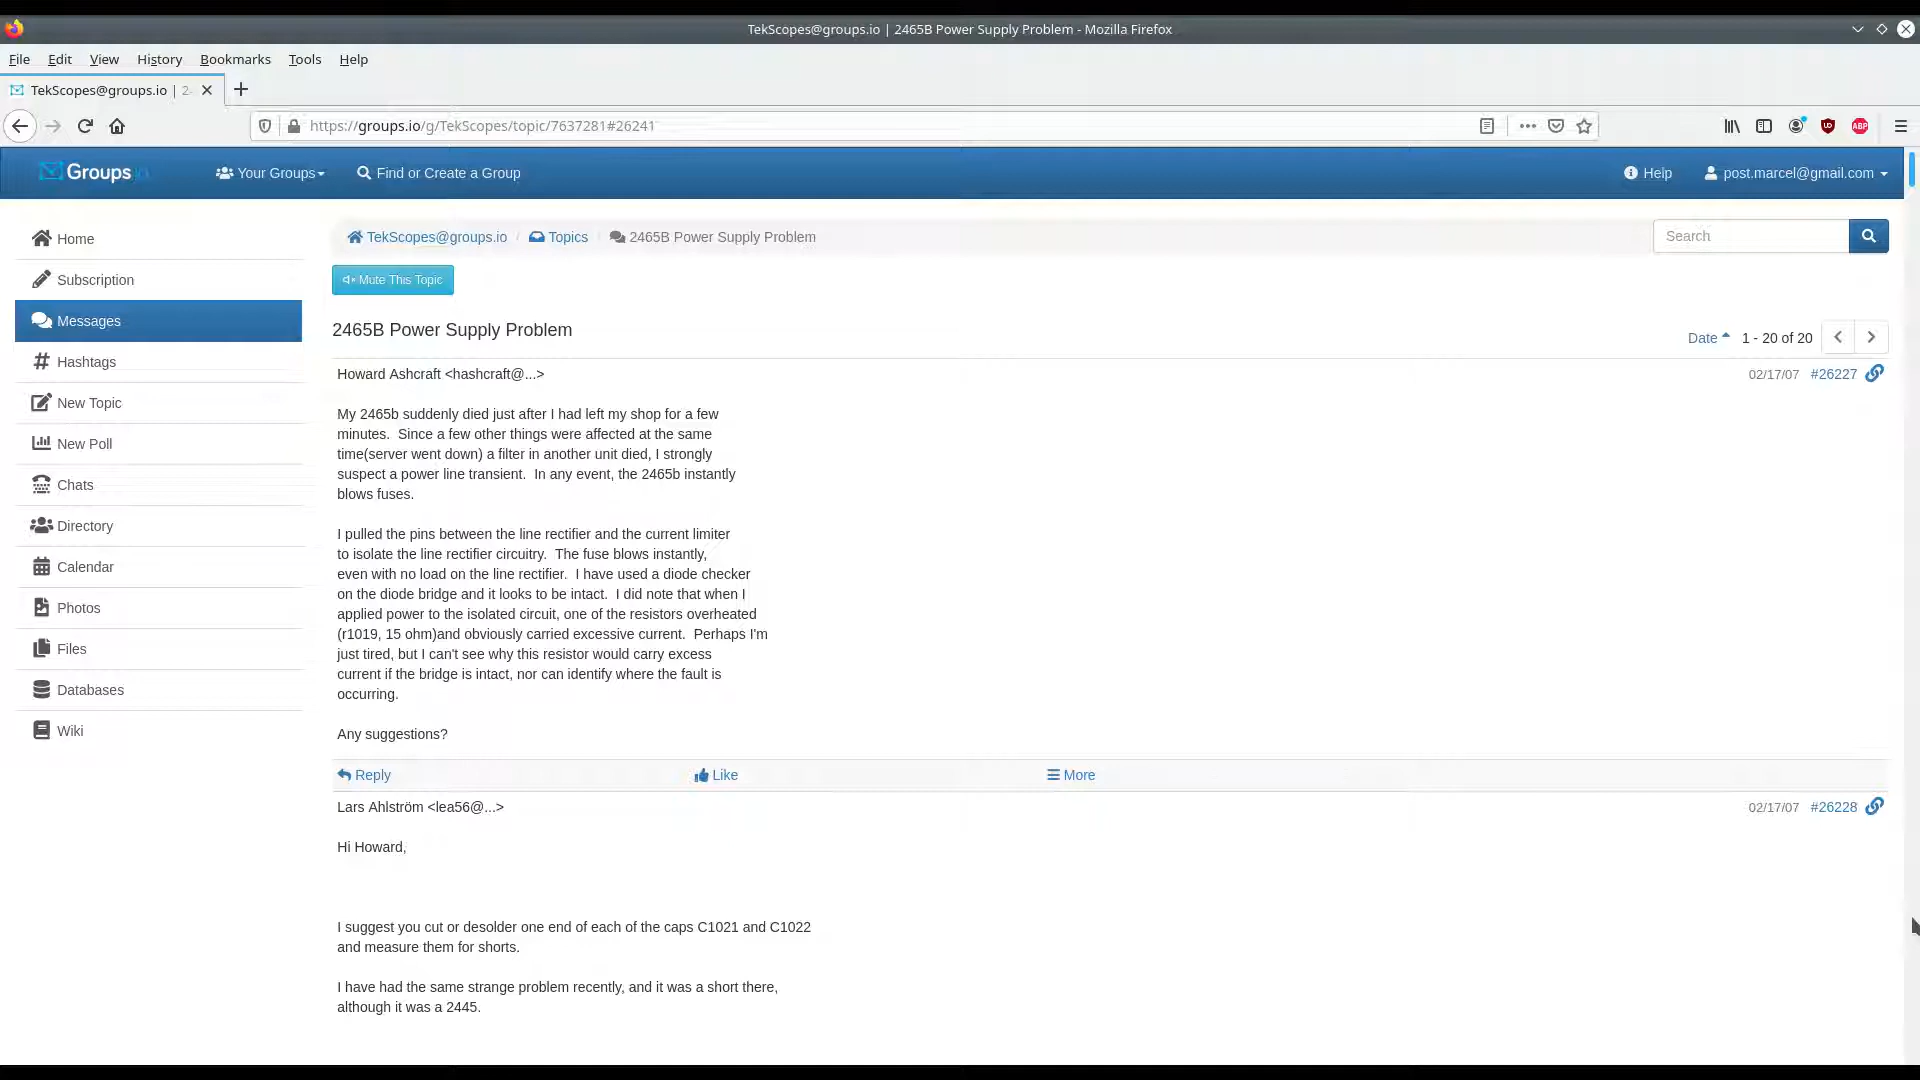 TekScopes@groups.io | 2465B Power Supply Problem - Mozilla Firefox
File Edit View History Bookmarks Tools Help
TekScopes@groups.io | 2
https://groups.io/g/TekScopes/topic/7637281#26241
Groups.io Your Groups Find or Create a Group Help post.marcel@gmail.com
Home
Subscription
Messages
Hashtags
New Topic
New Poll
Chats
Directory
Calendar
Photos
Files
Databases
Wiki
TekScopes@groups.io / Topics / 2465B Power Supply Problem
Search
Mute This Topic
2465B Power Supply Problem
Date 1 - 20 of 20
Howard Ashcraft <hashcraft@...> 02/17/07 #26227
My 2465b suddenly died just after I had left my shop for a few
minutes. Since a few other things were affected at the same
time(server went down) a filter in another unit died, I strongly
suspect a power line transient. In any event, the 2465b instantly
blows fuses.
I pulled the pins between the line rectifier and the current limiter
to isolate the line rectifier circuitry. The fuse blows instantly,
even with no load on the line rectifier. I have used a diode checker
on the diode bridge and it looks to be intact. I did note that when I
applied power to the isolated circuit, one of the resistors overheated
(r1019, 15 ohm)and obviously carried excessive current. Perhaps I'm
just tired, but I can't see why this resistor would carry excess
current if the bridge is intact, nor can identify where the fault is
occurring.
Any suggestions?
Reply Like More
Lars Ahlström <lea56@...> 02/17/07 #26228
Hi Howard,
I suggest you cut or desolder one end of each of the caps C1021 and C1022
and measure them for shorts.
I have had the same strange problem recently, and it was a short there,
although it was a 2445.